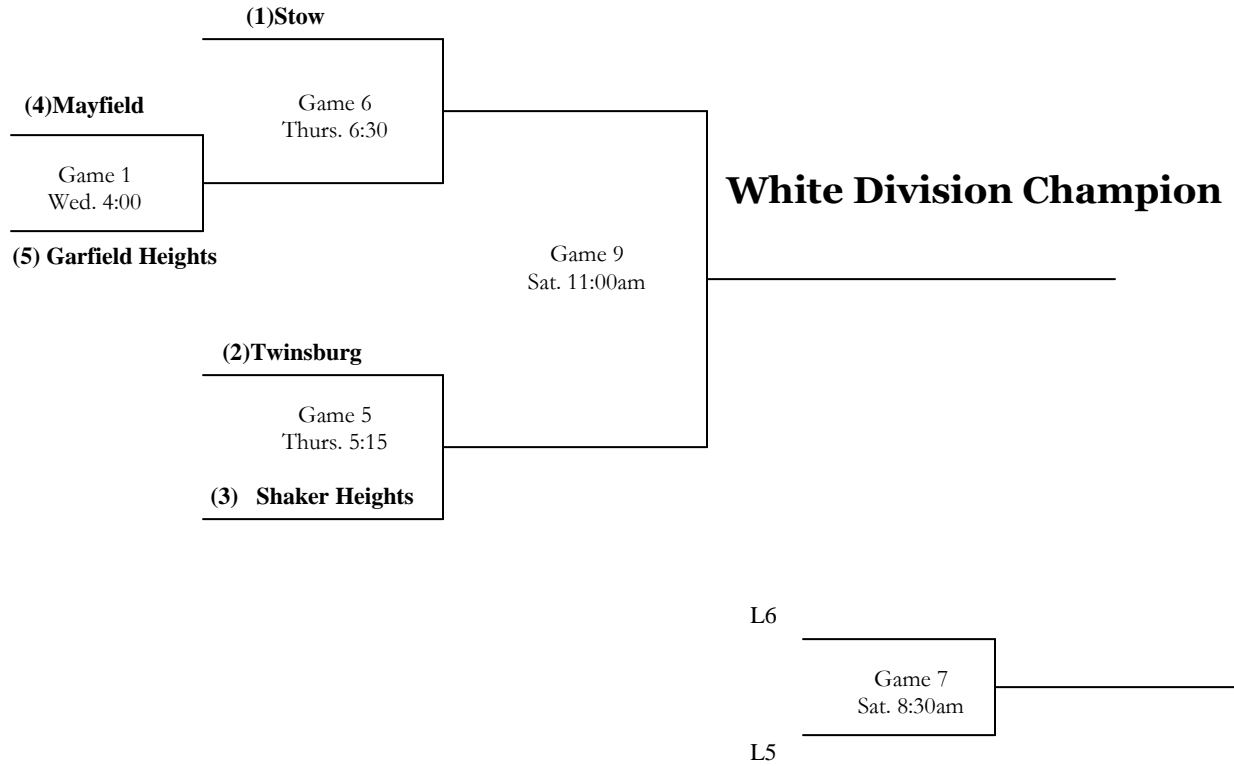 (1)Stow
(4)Mayfield
Game 6
Thurs. 6:30
Game 1
Wed. 4:00
White Division Champion
(5) Garfield Heights
Game 9
Sat. 11:00am
(2)Twinsburg
Game 5
Thurs. 5:15
(3) Shaker Heights
L6
Game 7
Sat. 8:30am
L5